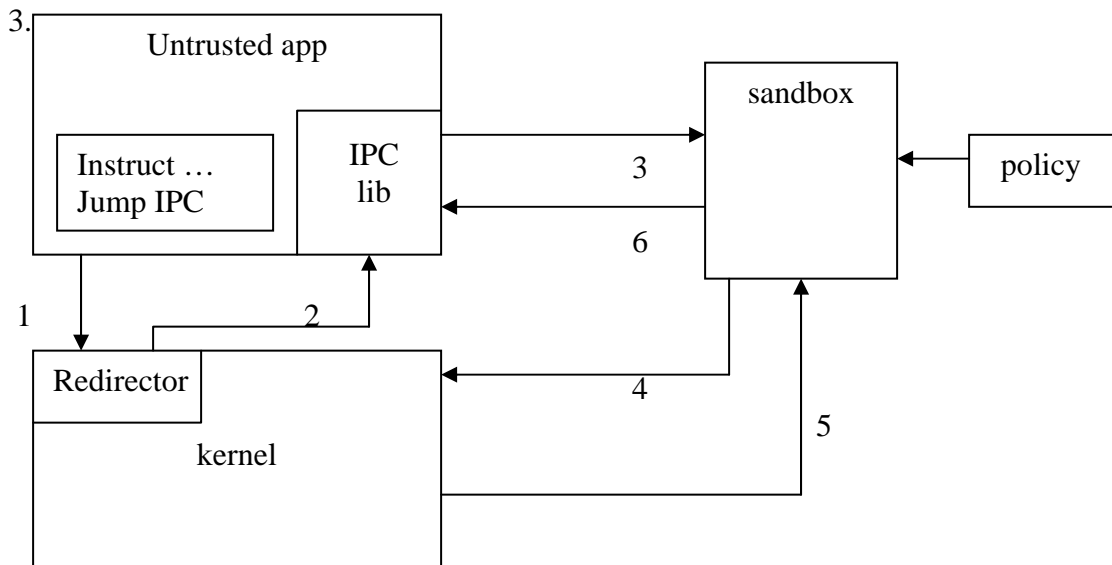 3.
Untrusted app
sandbox
Instruct …
Jump IPC
IPC
lib
3
policy
6
1
2
Redirector
4
5
kernel